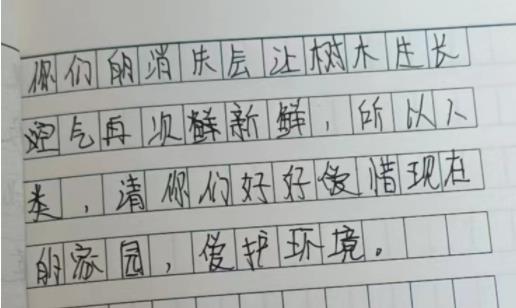 你们的消失会让树木生长
空气再次鲜新鲜，所以人
类，请你们好好爱惜现在
的家园，爱护环境。